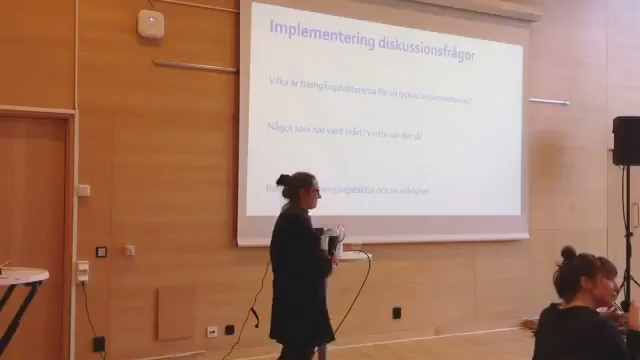 Implementering diskussionsfrågor
Vilka är framgångsfaktorerna för en lyckad implementering?
Något som har varit svårt? Varför var det så?
framgångsfaktor och en svårighet